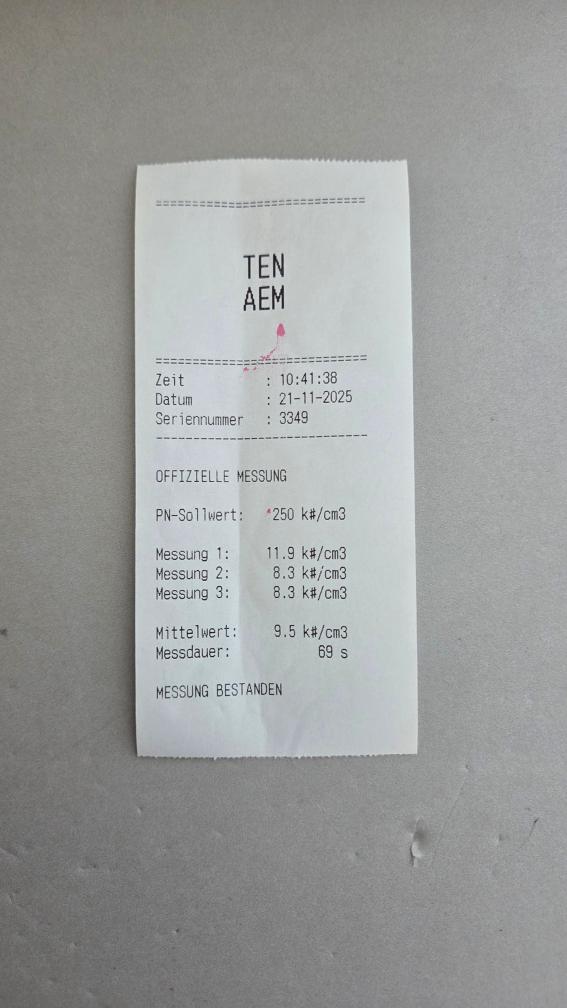 =============================
TEN
AEM
=============================
Zeit : 10:41:38
Datum : 21-11-2025
Seriennummer : 3349
-----------------------------
OFFIZIELLE MESSUNG
PN-Sollwert: 250 k#/cm3
Messung 1: 11.9 k#/cm3
Messung 2: 8.3 k#/cm3
Messung 3: 8.3 k#/cm3
Mittelwert: 9.5 k#/cm3
Messdauer: 69 s
MESSUNG BESTANDEN